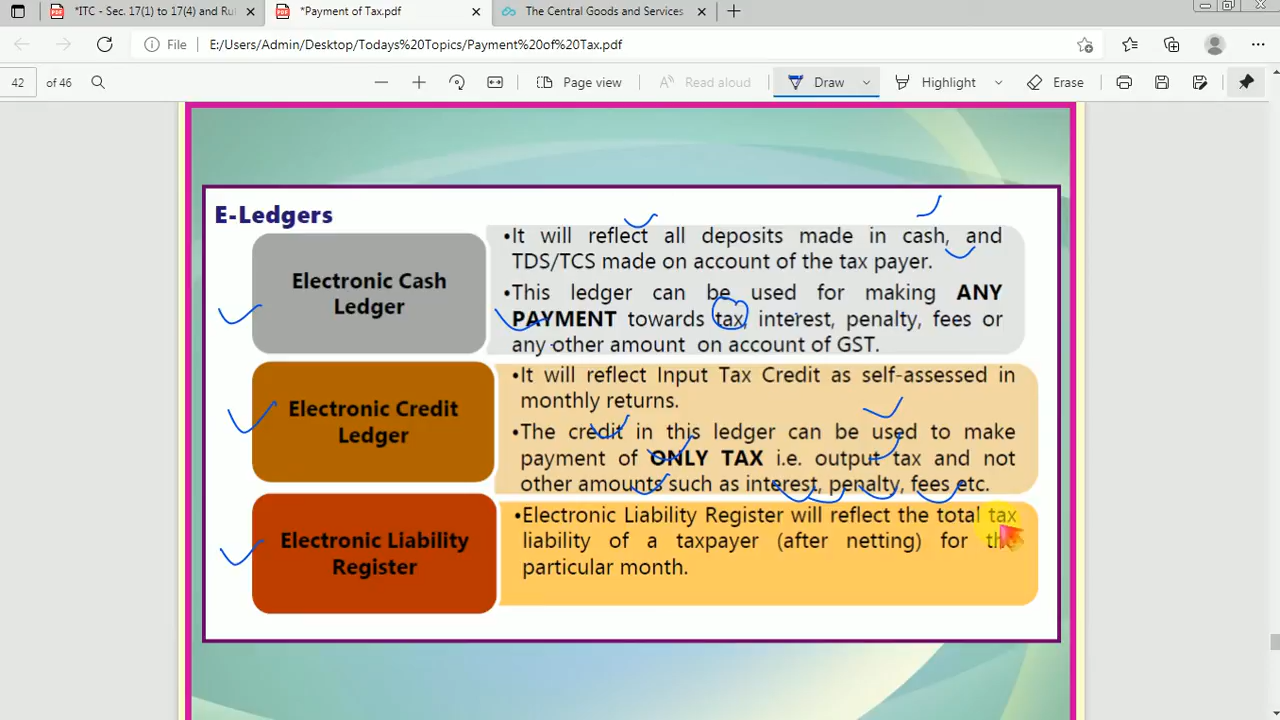 *ITC - Sec. 17(1) to 17(4) and Ru
*Payment of Tax.pdf
The Central Goods and Services
File
E:/Users/Admin/Desktop/Todays%20Topics/Payment%20of%20Tax.pdf
42
of 46
Page view
Read aloud
Draw
Highlight
Erase
E-Ledgers
Electronic Cash
Ledger
•It will reflect all deposits made in cash, and
TDS/TCS made on account of the tax payer.
•This ledger can be used for making ANY
PAYMENT towards tax, interest, penalty, fees or
any other amount on account of GST.
Electronic Credit
Ledger
•It will reflect Input Tax Credit as self-assessed in
monthly returns.
•The credit in this ledger can be used to make
payment of ONLY TAX i.e. output tax and not
other amounts such as interest, penalty, fees etc.
Electronic Liability
Register
•Electronic Liability Register will reflect the total tax
liability of a taxpayer (after netting) for the
particular month.